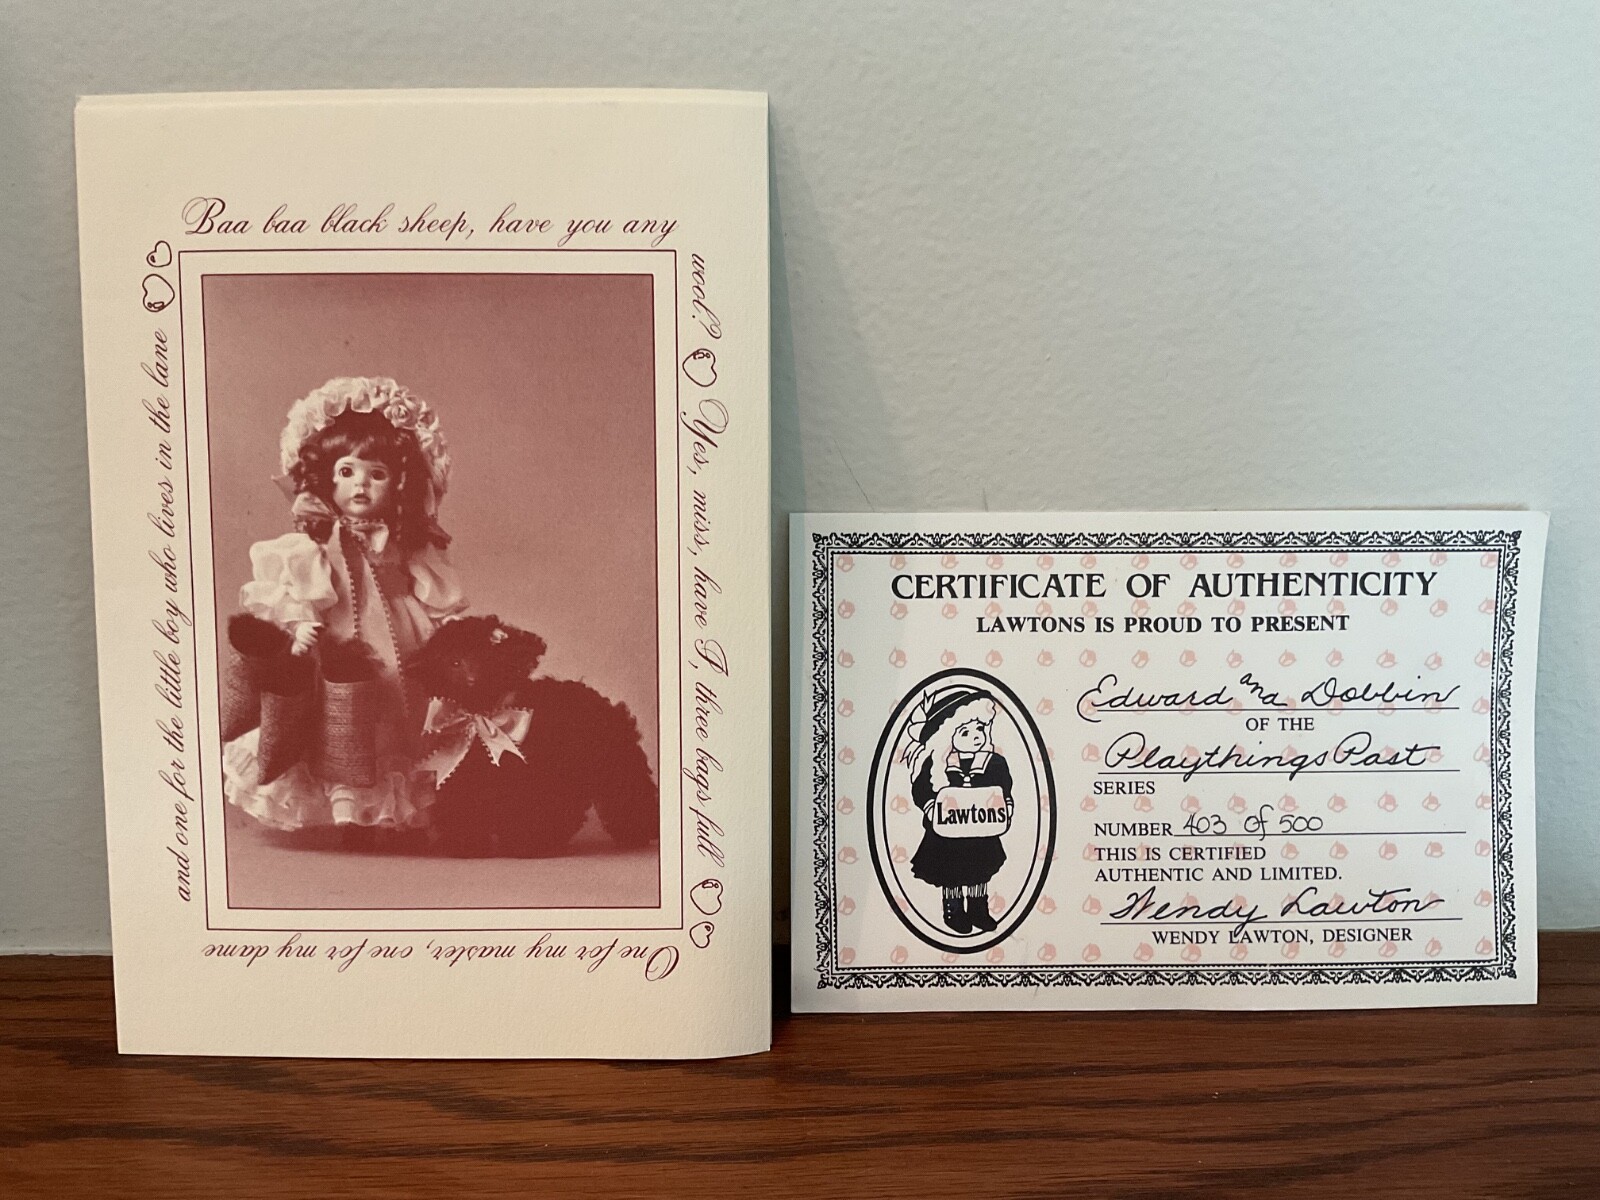 Baa baa black sheep, have you any
wool? Yes, miss, have I, three bags full
One for my master, one for my dame
and one for the little boy who lives in the lane
CERTIFICATE OF AUTHENTICITY
LAWTONS IS PROUD TO PRESENT
Edward and Dobbin
OF THE
Playthings Past
SERIES
NUMBER 403 of 500
THIS IS CERTIFIED
AUTHENTIC AND LIMITED.
Wendy Lawton
WENDY LAWTON, DESIGNER
Lawtons